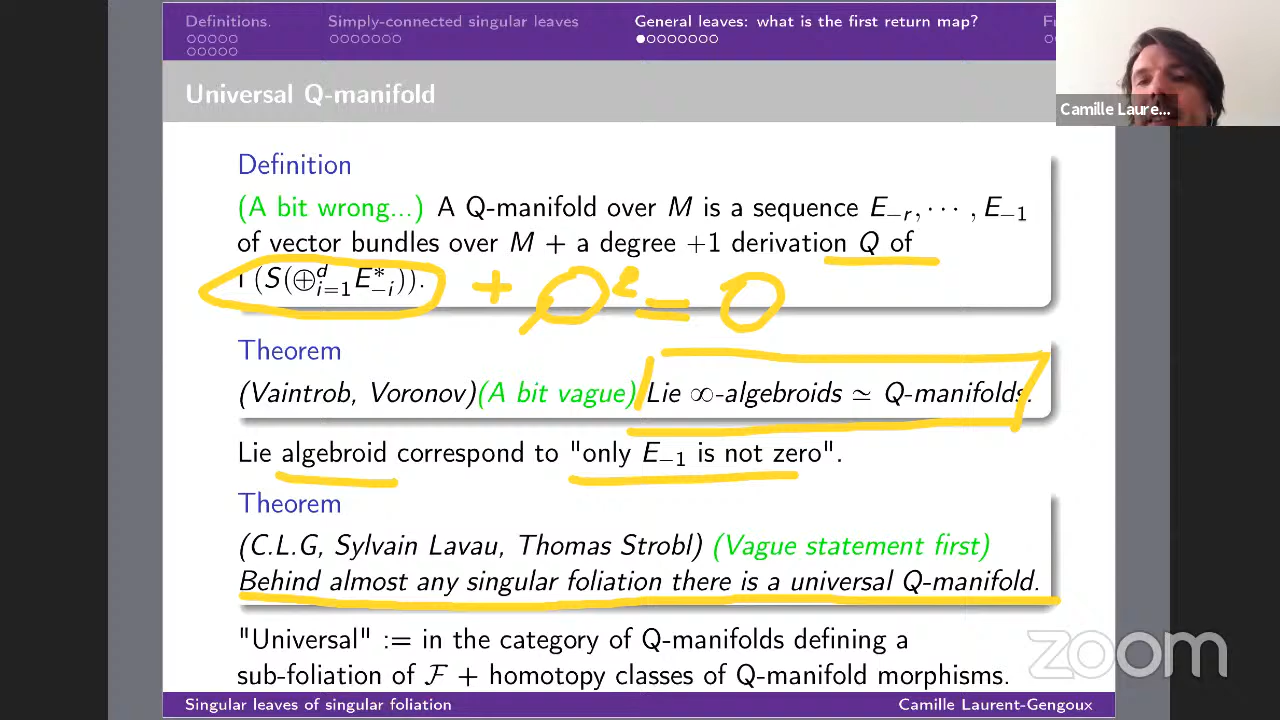 Definitions.
Simply-connected singular leaves
General leaves: what is the first return map?
Universal Q-manifold
Camille Laure...
Definition
(A bit wrong...) A Q-manifold over M is a sequence E₋ᵣ, ⋯ , E₋₁
of vector bundles over M + a degree +1 derivation Q of
Γ(S(⊕ᵈᵢ₌₁ E*₋ᵢ)). + Q² = 0
Theorem
(Vaintrob, Voronov)(A bit vague) Lie ∞-algebroids ≃ Q-manifolds.
Lie algebroid correspond to "only E₋₁ is not zero".
Theorem
(C.L.G, Sylvain Lavau, Thomas Strobl) (Vague statement first)
Behind almost any singular foliation there is a universal Q-manifold.
"Universal" := in the category of Q-manifolds defining a
sub-foliation of ℱ + homotopy classes of Q-manifold morphisms.
zoom
Singular leaves of singular foliation
Camille Laurent-Gengoux